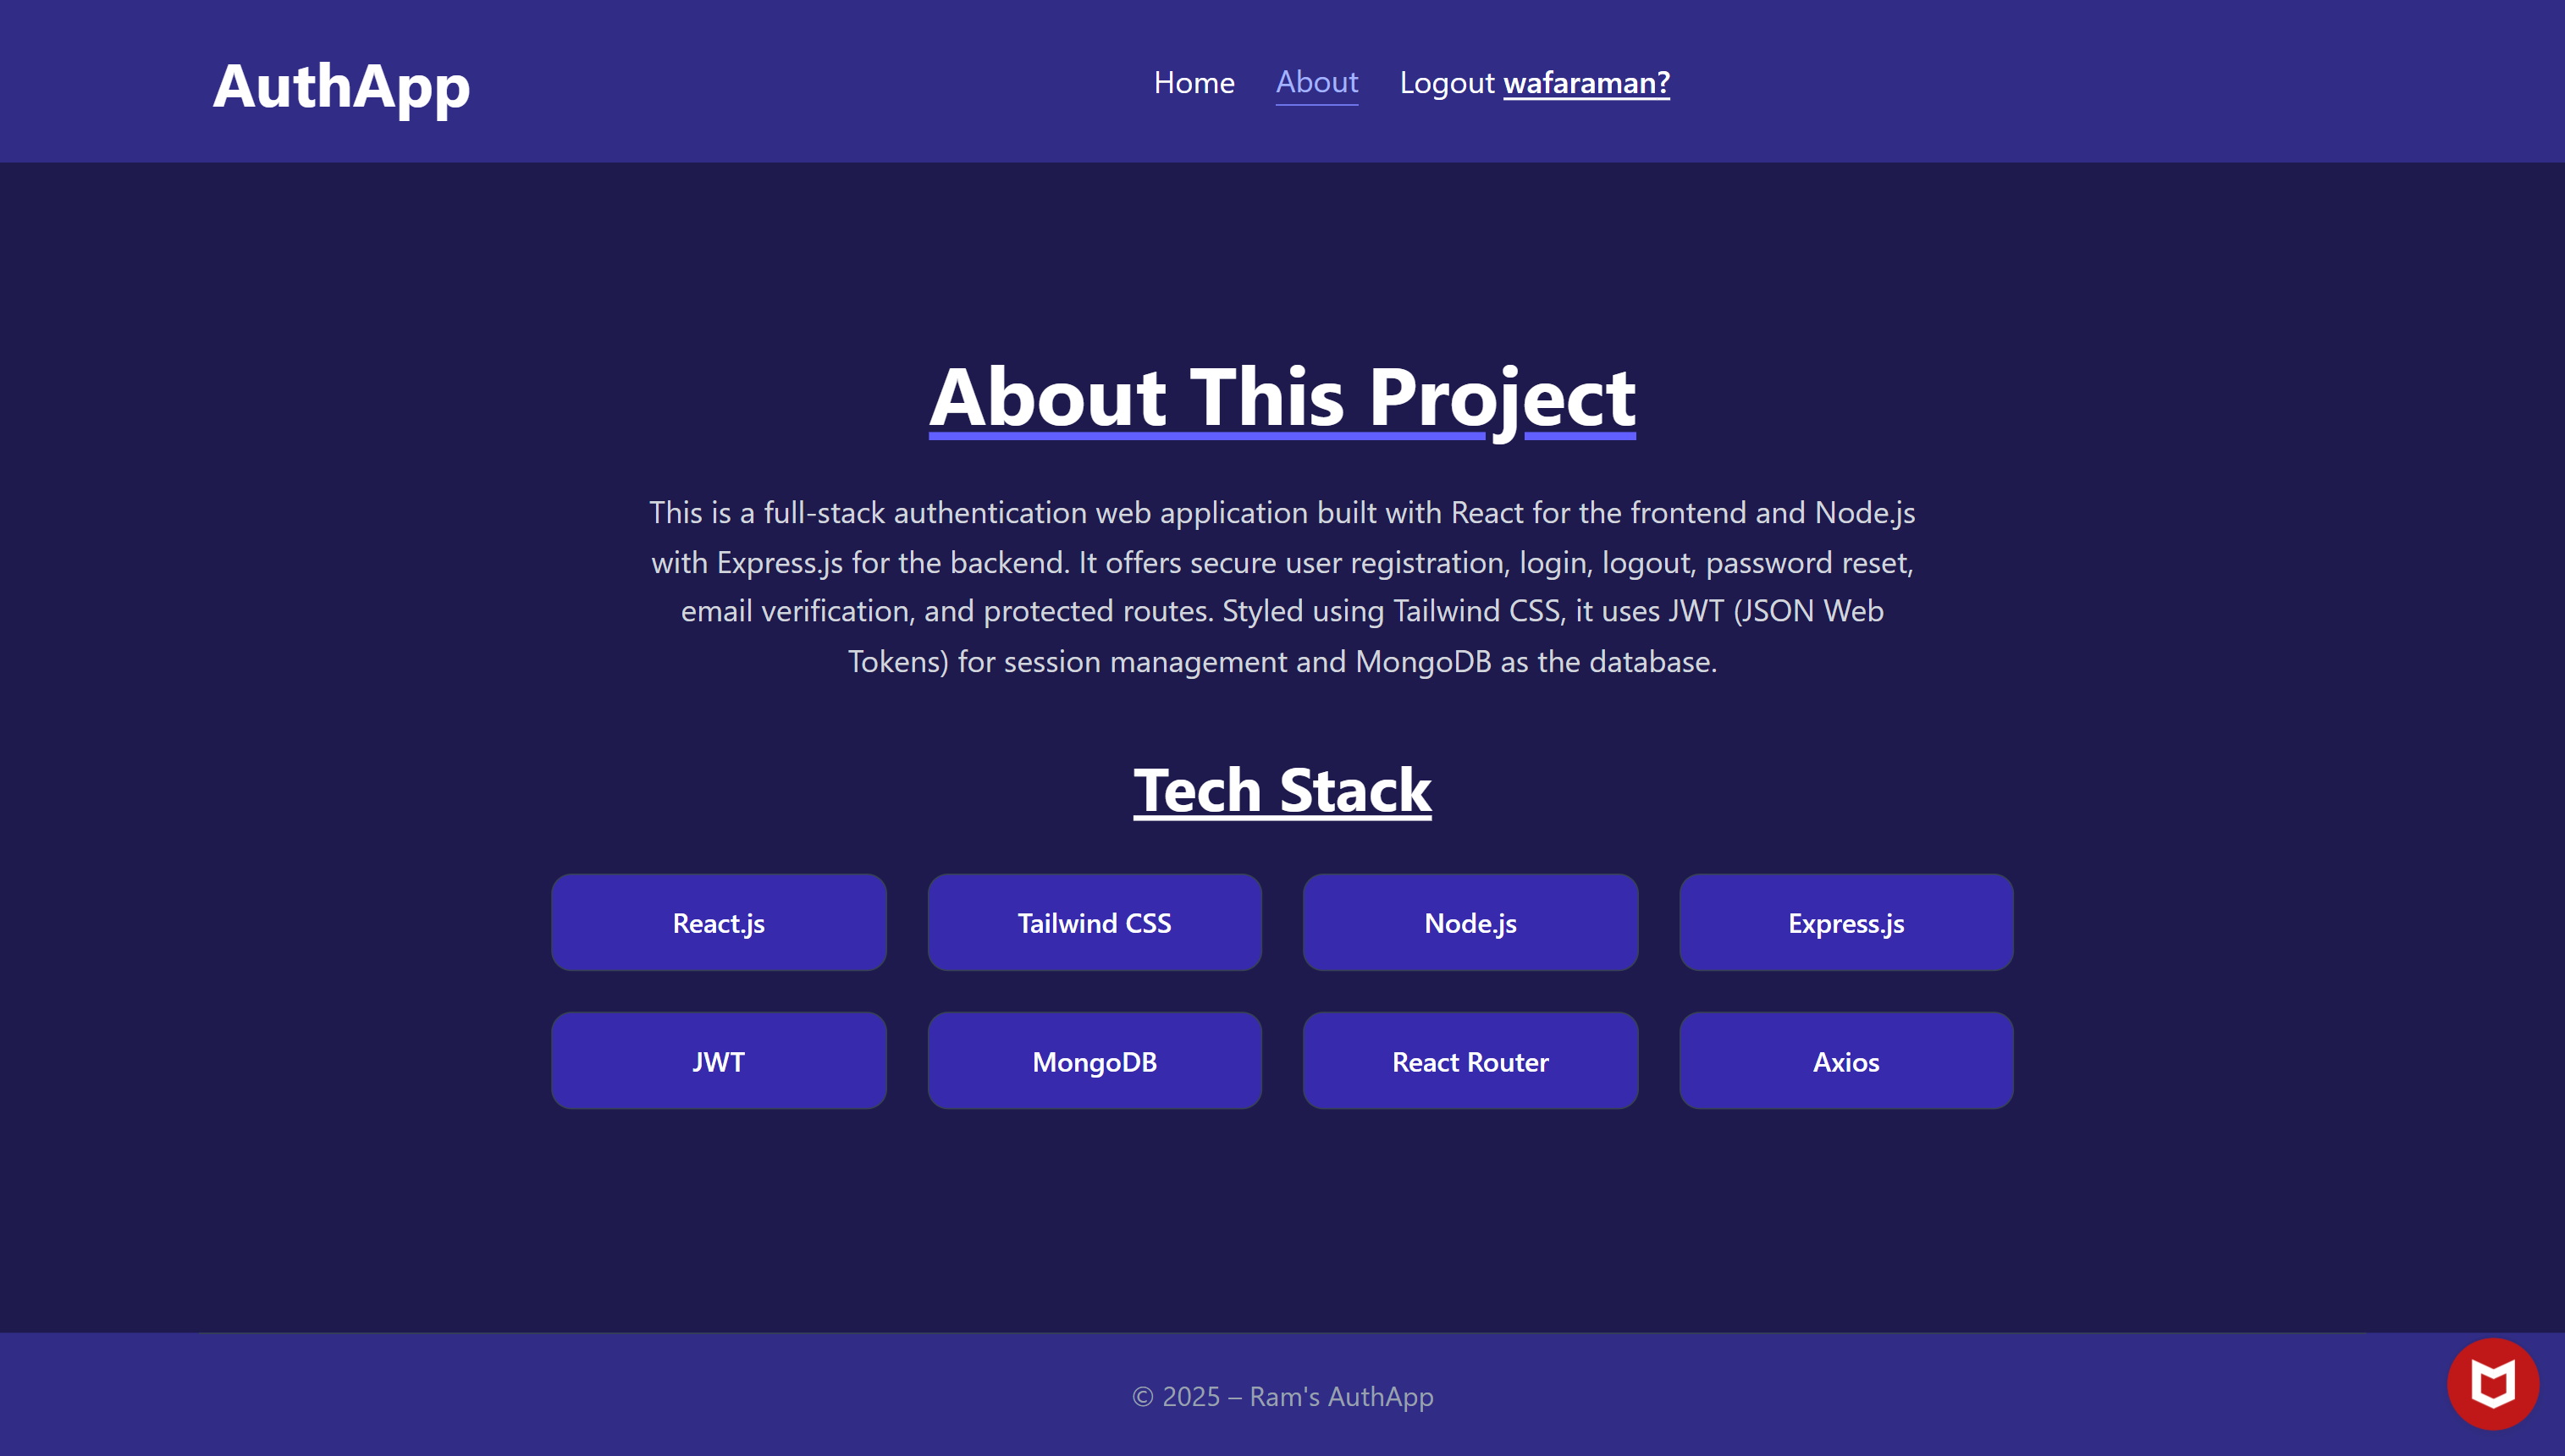 AuthApp
Home About Logout wafaraman?
About This Project
This is a full-stack authentication web application built with React for the frontend and Node.js
with Express.js for the backend. It offers secure user registration, login, logout, password reset,
email verification, and protected routes. Styled using Tailwind CSS, it uses JWT (JSON Web
Tokens) for session management and MongoDB as the database.
Tech Stack
React.js Tailwind CSS Node.js Express.js
JWT MongoDB React Router Axios
© 2025 – Ram's AuthApp